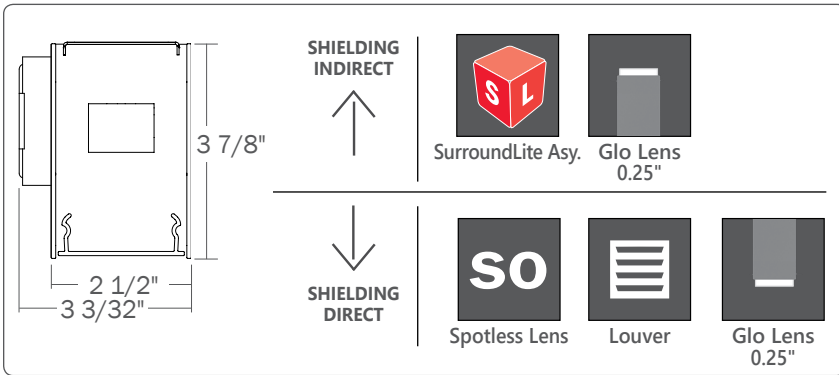 3 7/8"
2 1/2"
3 3/32"
SHIELDING
INDIRECT
S L
SurroundLite Asy.
Glo Lens
0.25"
SHIELDING
DIRECT
SO
Spotless Lens
Louver
Glo Lens
0.25"